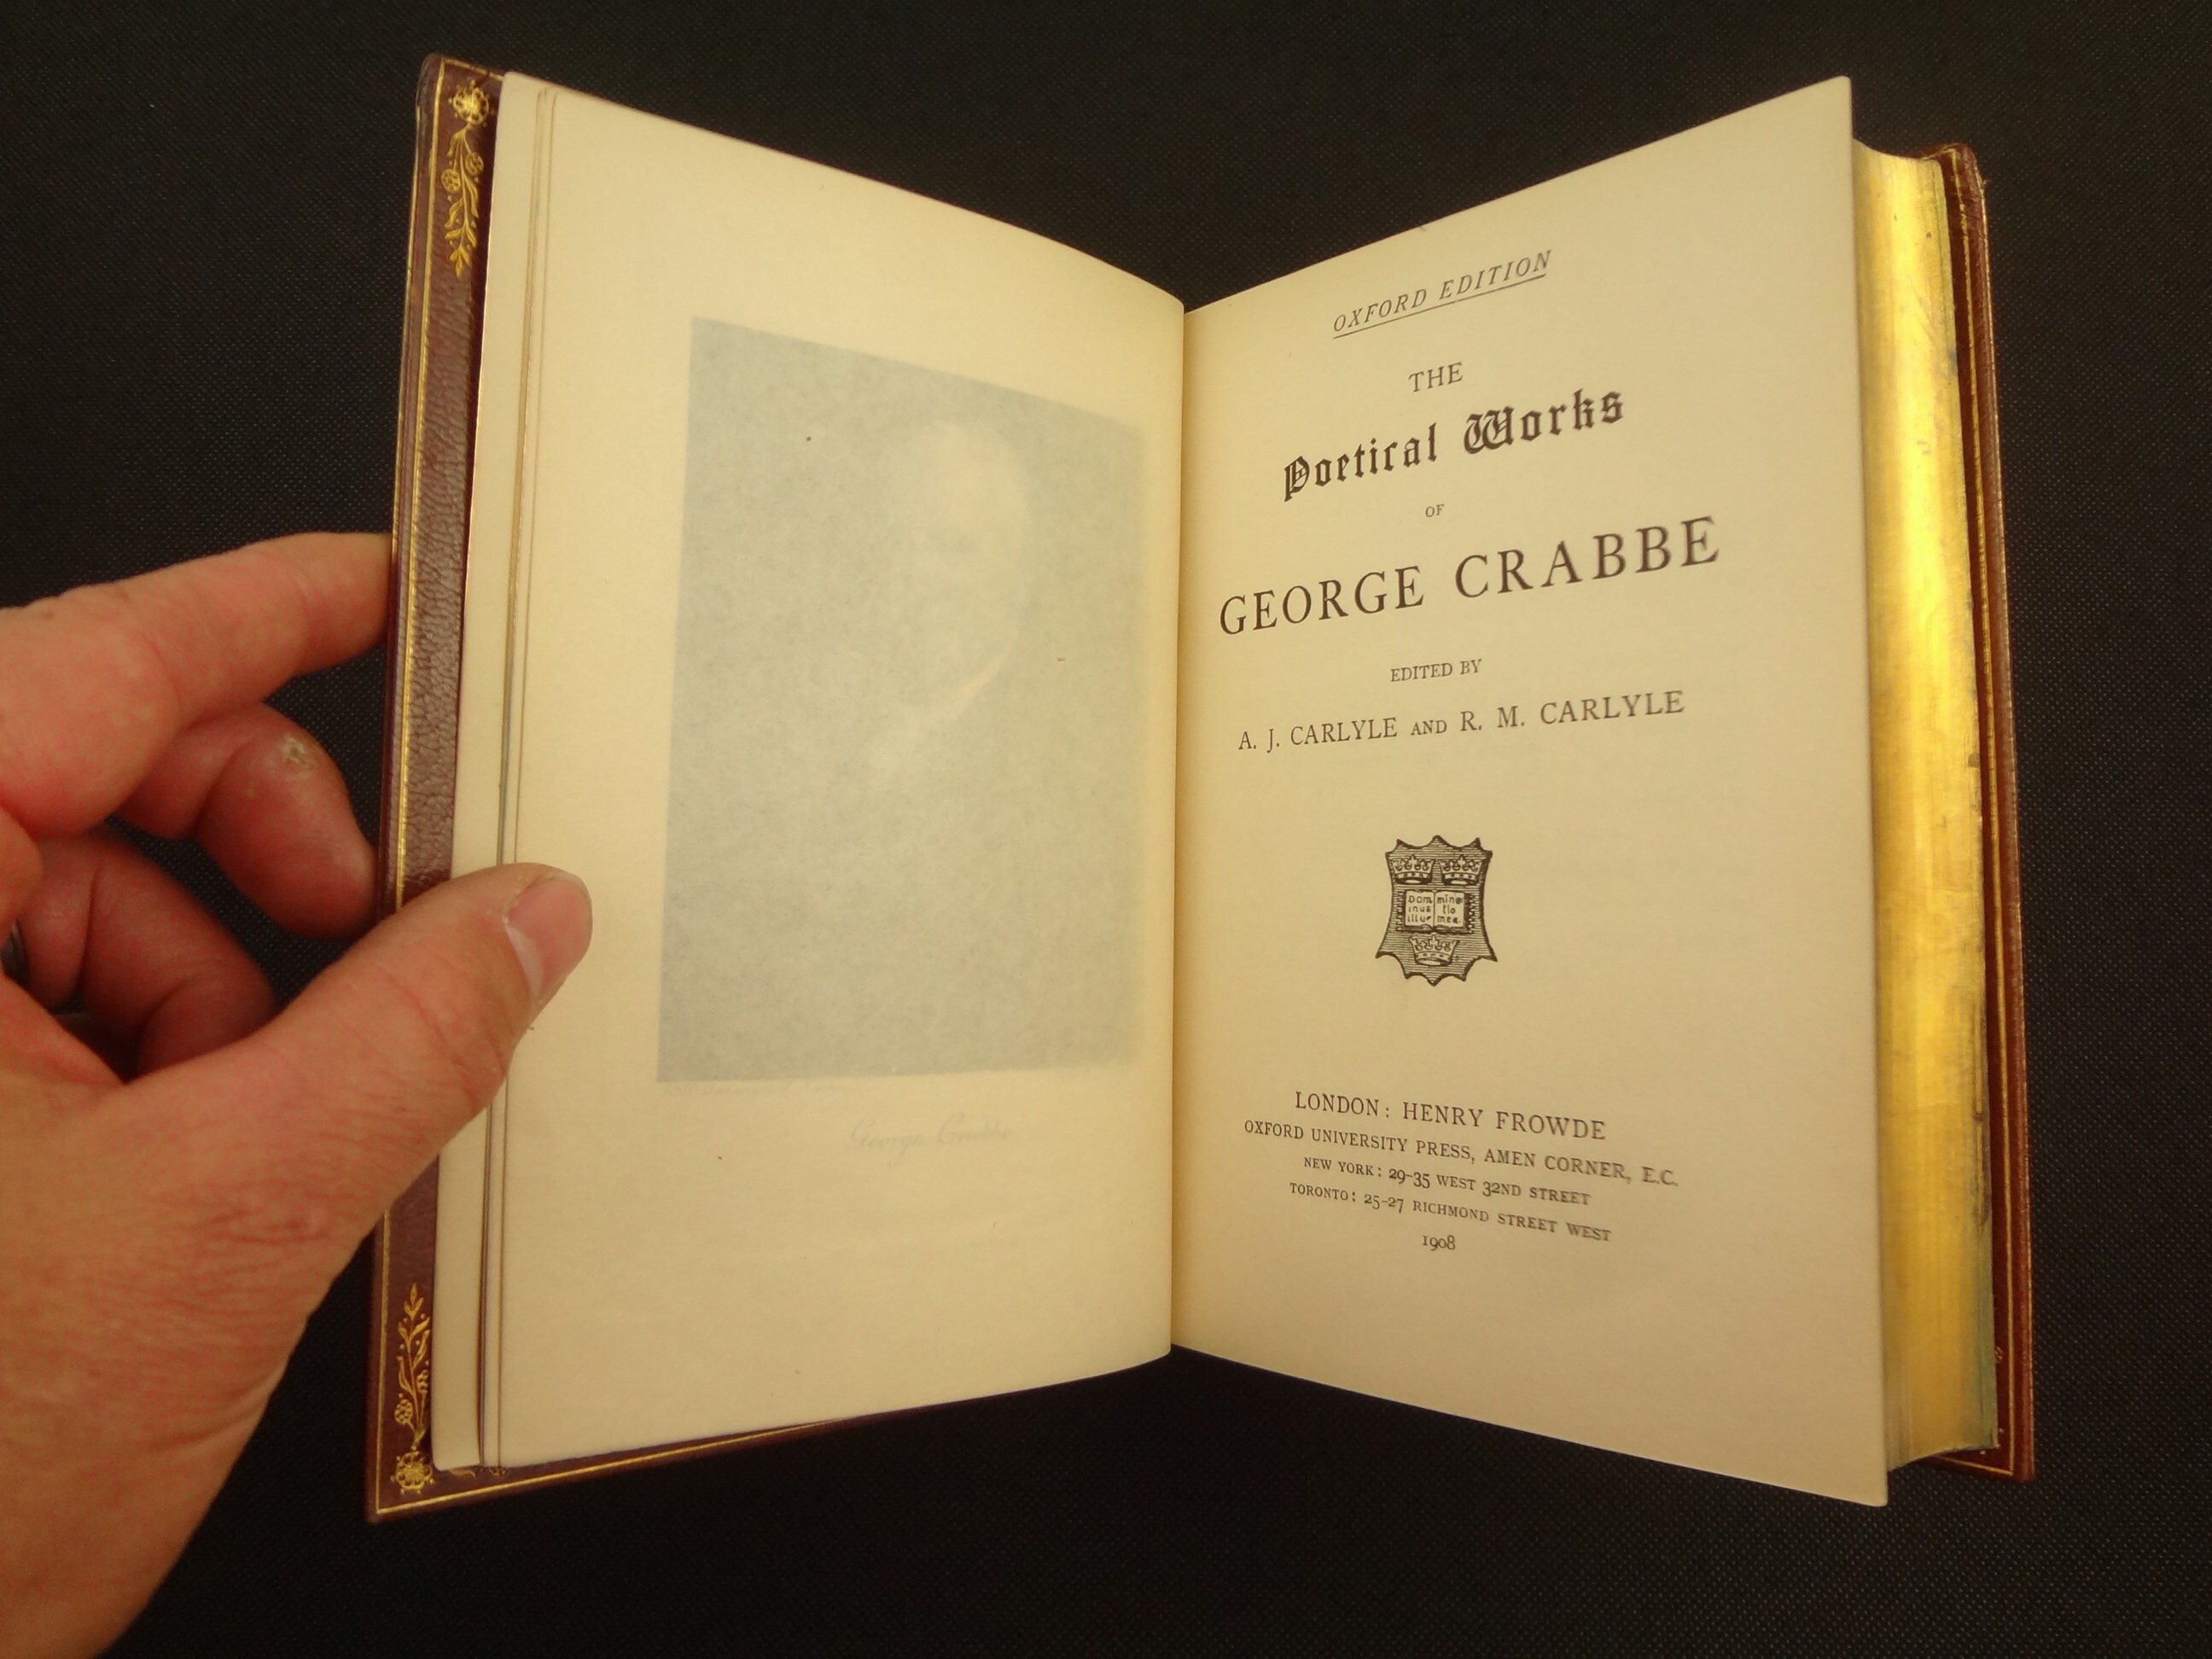 George Crabbe
OXFORD EDITION
THE
Poetical Works
OF
GEORGE CRABBE
EDITED BY
A. J. CARLYLE AND R. M. CARLYLE
Dom mina
inus tio
illu mea.
LONDON: HENRY FROWDE
OXFORD UNIVERSITY PRESS, AMEN CORNER, E.C.
NEW YORK: 29-35 WEST 32ND STREET
TORONTO: 25-27 RICHMOND STREET WEST
1908